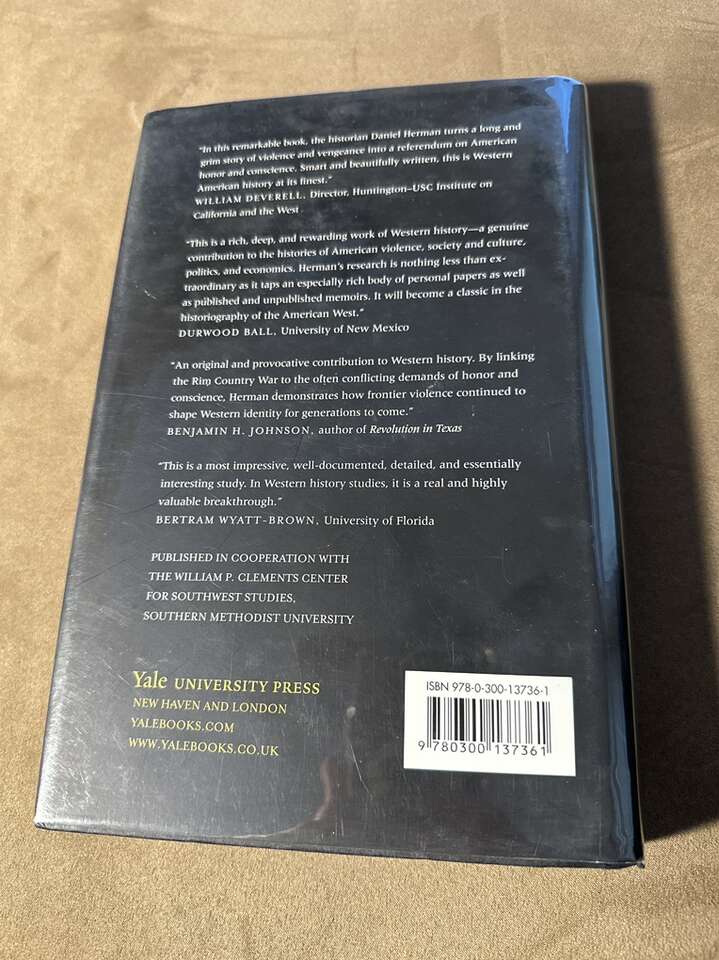 “In this remarkable book, the historian Daniel Herman turns a long and
grim story of violence and vengeance into a referendum on American
honor and conscience. Smart and beautifully written, this is Western
American history at its finest.”
WILLIAM DEVERELL, Director, Huntington–USC Institute on
California and the West
“This is a rich, deep, and rewarding work of Western history—a genuine
contribution to the histories of American violence, society and culture,
politics, and economics. Herman’s research is nothing less than ex-
traordinary as it taps an especially rich body of personal papers as well
as published and unpublished memoirs. It will become a classic in the
historiography of the American West.”
DURWOOD BALL, University of New Mexico
“An original and provocative contribution to Western history. By linking
the Rim Country War to the often conflicting demands of honor and
conscience, Herman demonstrates how frontier violence continued to
shape Western identity for generations to come.”
BENJAMIN H. JOHNSON, author of Revolution in Texas
“This is a most impressive, well-documented, detailed, and essentially
interesting study. In Western history studies, it is a real and highly
valuable breakthrough.”
BERTRAM WYATT-BROWN, University of Florida
PUBLISHED IN COOPERATION WITH
THE WILLIAM P. CLEMENTS CENTER
FOR SOUTHWEST STUDIES,
SOUTHERN METHODIST UNIVERSITY
Yale UNIVERSITY PRESS
NEW HAVEN AND LONDON
YALEBOOKS.COM
WWW.YALEBOOKS.CO.UK
ISBN 978-0-300-13736-1
9 780300 137361